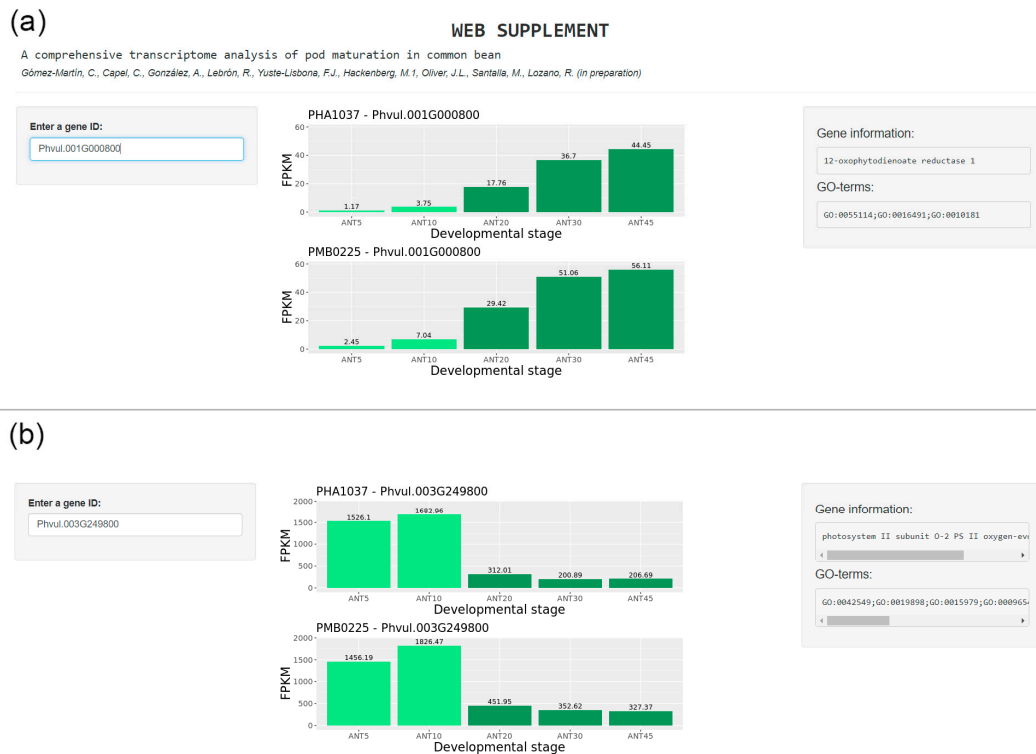 (a)
WEB SUPPLEMENT
A comprehensive transcriptome analysis of pod maturation in common bean
Gómez-Martín, C., Capel, C., González, A., Lebrón, R., Yuste-Lisbona, F.J., Hackenberg, M.1, Oliver, J.L., Santalla, M., Lozano, R. (in preparation)
Enter a gene ID:
Phvul.001G000800
PHA1037 - Phvul.001G000800
FPKM
60
40
20
0
1.17
3.75
17.76
36.7
44.45
ANT5 ANT10 ANT20 ANT30 ANT45
Developmental stage
PMB0225 - Phvul.001G000800
FPKM
60
40
20
0
2.45
7.04
29.42
51.06
56.11
ANT5 ANT10 ANT20 ANT30 ANT45
Developmental stage
Gene information:
12-oxophytodienoate reductase 1
GO-terms:
GO:0055114;GO:0016491;GO:0010181
(b)
Enter a gene ID:
Phvul.003G249800
PHA1037 - Phvul.003G249800
FPKM
2000
1500
1000
500
0
1526.1
1692.96
312.01
200.89
206.69
ANT5 ANT10 ANT20 ANT30 ANT45
Developmental stage
PMB0225 - Phvul.003G249800
FPKM
2000
1500
1000
500
0
1456.19
1826.47
451.95
352.62
327.37
ANT5 ANT10 ANT20 ANT30 ANT45
Developmental stage
Gene information:
photosystem II subunit O-2 PS II oxygen-evo
GO-terms:
GO:0042549;GO:0019898;GO:0015979;GO:0009654